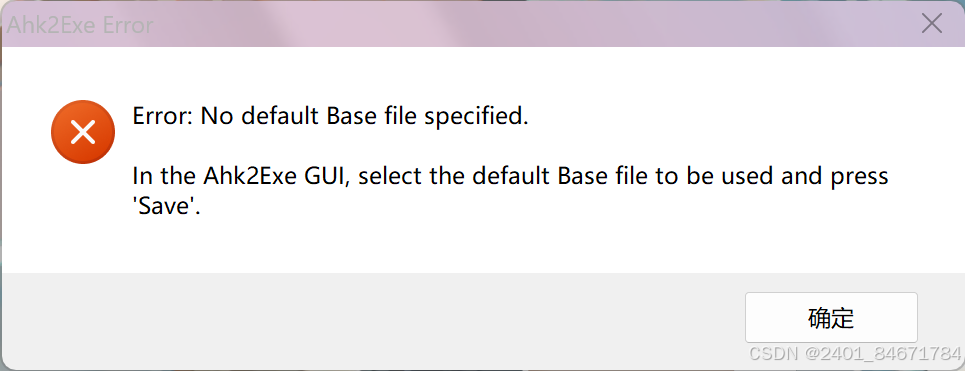 Ahk2Exe Error
Error: No default Base file specified.
In the Ahk2Exe GUI, select the default Base file to be used and press
'Save'.
确定
CSDN @2401_84671784